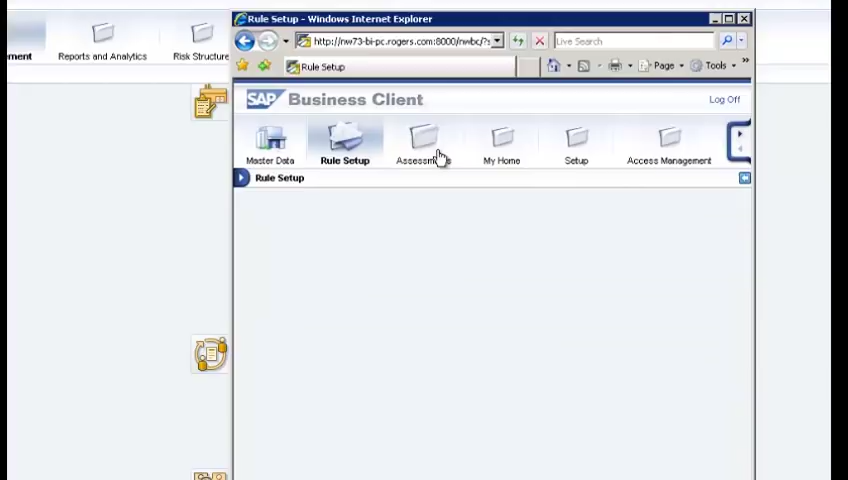 Rule Setup - Windows Internet Explorer
http://nw73-bi-pc.rogers.com:8000/nwbc/?s
Live Search
Rule Setup
Page
Tools
SAP Business Client
Log Off
Master Data
Rule Setup
My Home
Setup
Access Management
Rule Setup
Reports and Analytics
Risk Structure